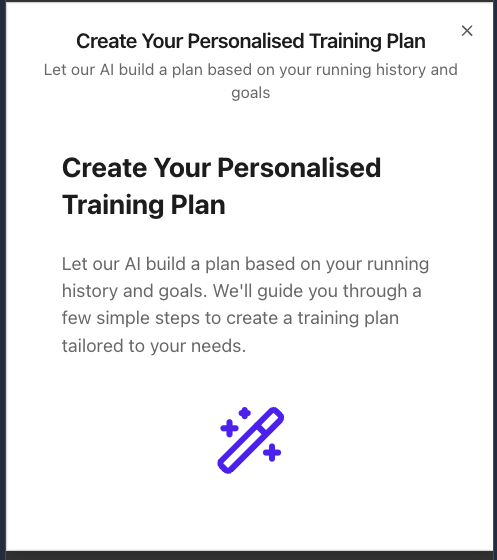 Create Your Personalised Training Plan
Let our AI build a plan based on your running history and
goals
Create Your Personalised
Training Plan
Let our AI build a plan based on your running
history and goals. We'll guide you through a
few simple steps to create a training plan
tailored to your needs.